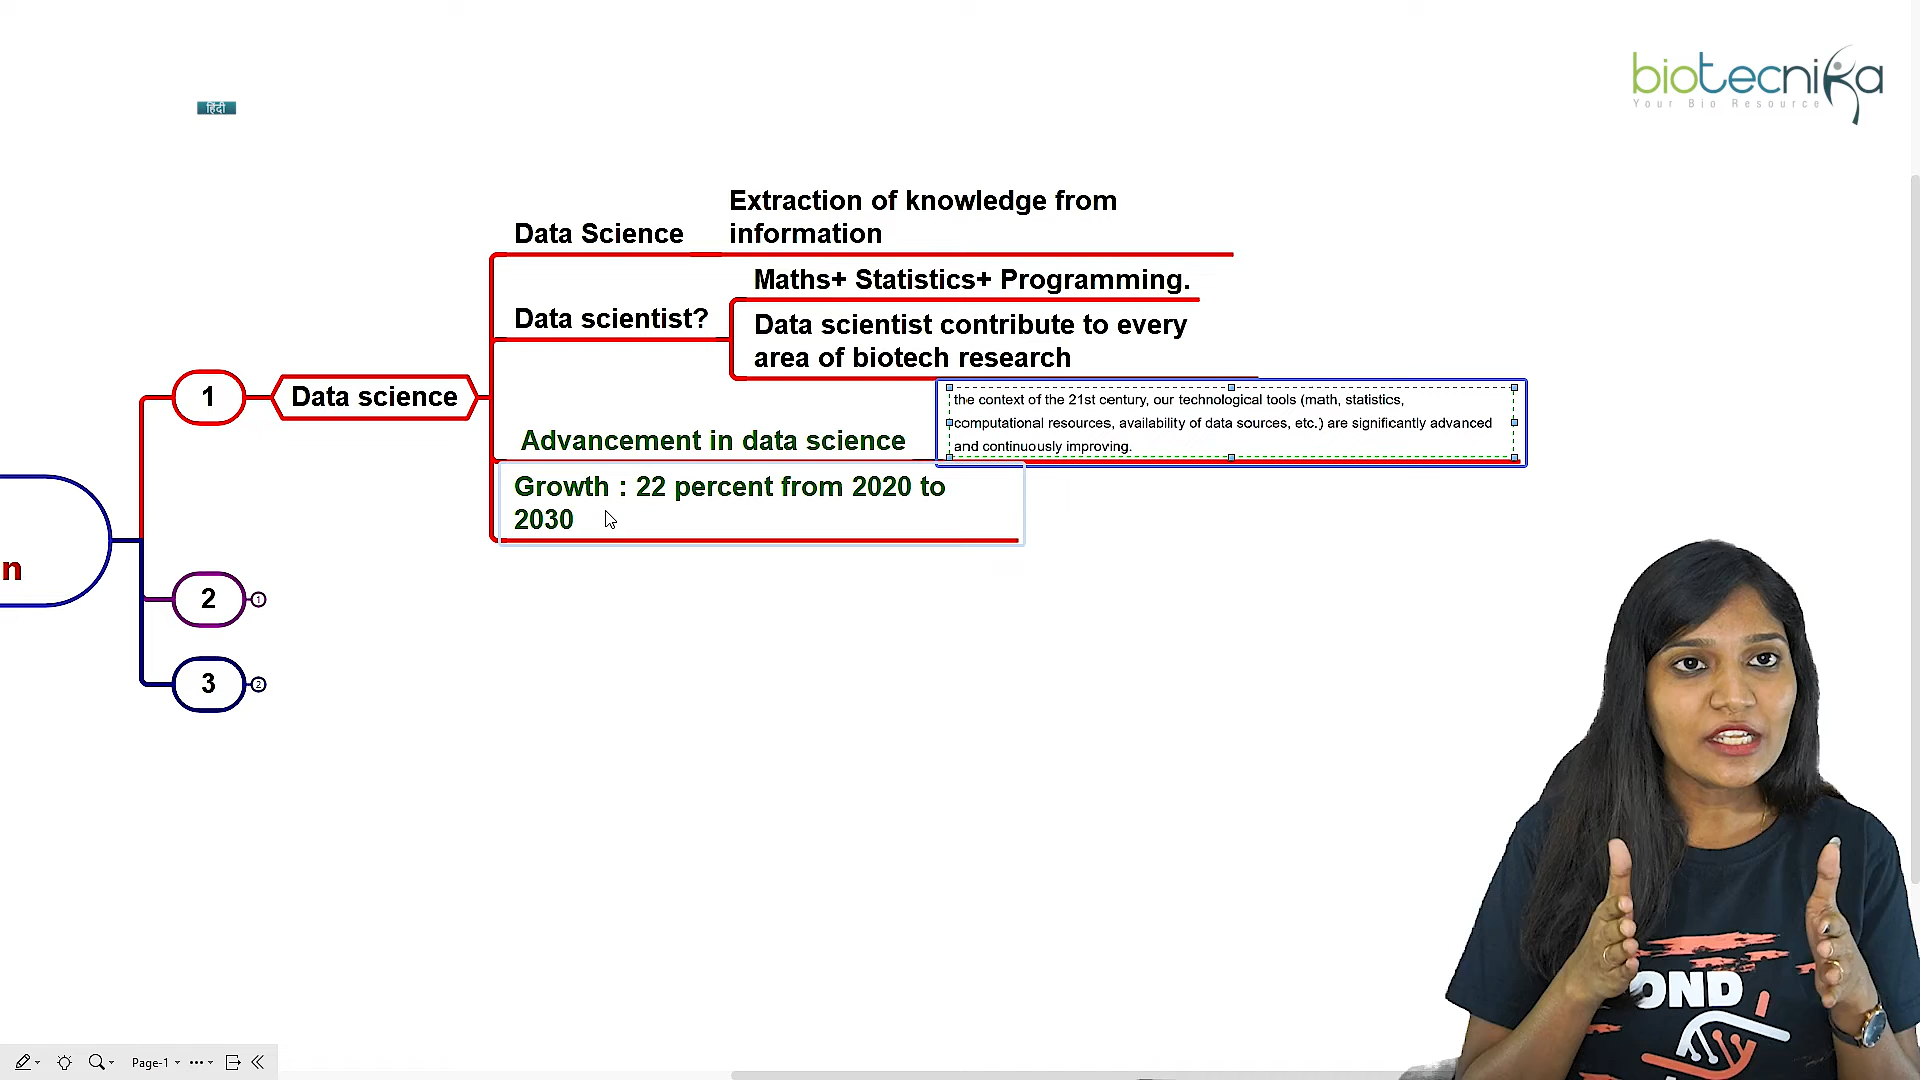 biotecnika
Your Bio Resource
हिंदी
Extraction of knowledge from
Data Science information
Maths+ Statistics+ Programming.
Data scientist?
Data scientist contribute to every
area of biotech research
1
Data science
the context of the 21st century, our technological tools (math, statistics,
computational resources, availability of data sources, etc.) are significantly advanced
and continuously improving.
Advancement in data science
Growth : 22 percent from 2020 to
2030
n
2
1
3
2
OND
Page-1